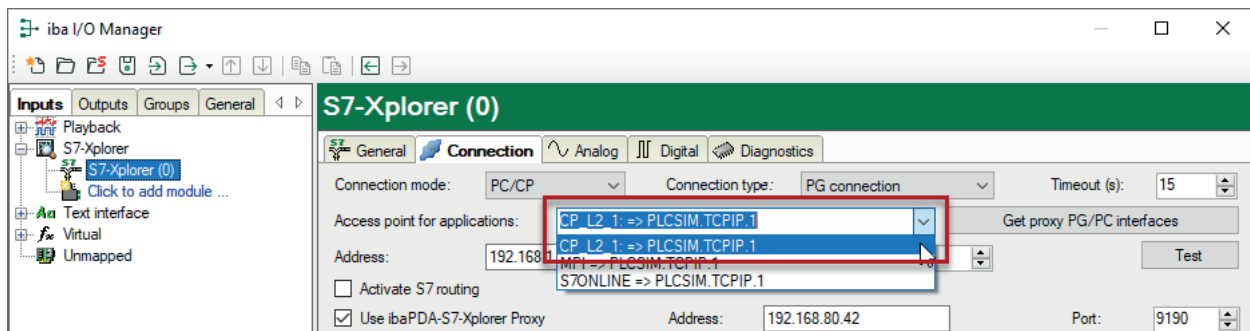 iba I/O Manager
Inputs Outputs Groups General
Playback
S7-Xplorer
S7-Xplorer (0)
Click to add module ...
Text interface
Virtual
Unmapped
S7-Xplorer (0)
General Connection Analog Digital Diagnostics
Connection mode: PC/CP Connection type: PG connection Timeout (s): 15
Access point for applications: CP_L2_1: => PLCSIM.TCPIP.1 Get proxy PG/PC interfaces
CP_L2_1: => PLCSIM.TCPIP.1
Address: 192.168.1 MPI => PLCSIM.TCPIP.1 Test
S7ONLINE => PLCSIM.TCPIP.1
Activate S7 routing
Use ibaPDA-S7-Xplorer Proxy Address: 192.168.80.42 Port: 9190